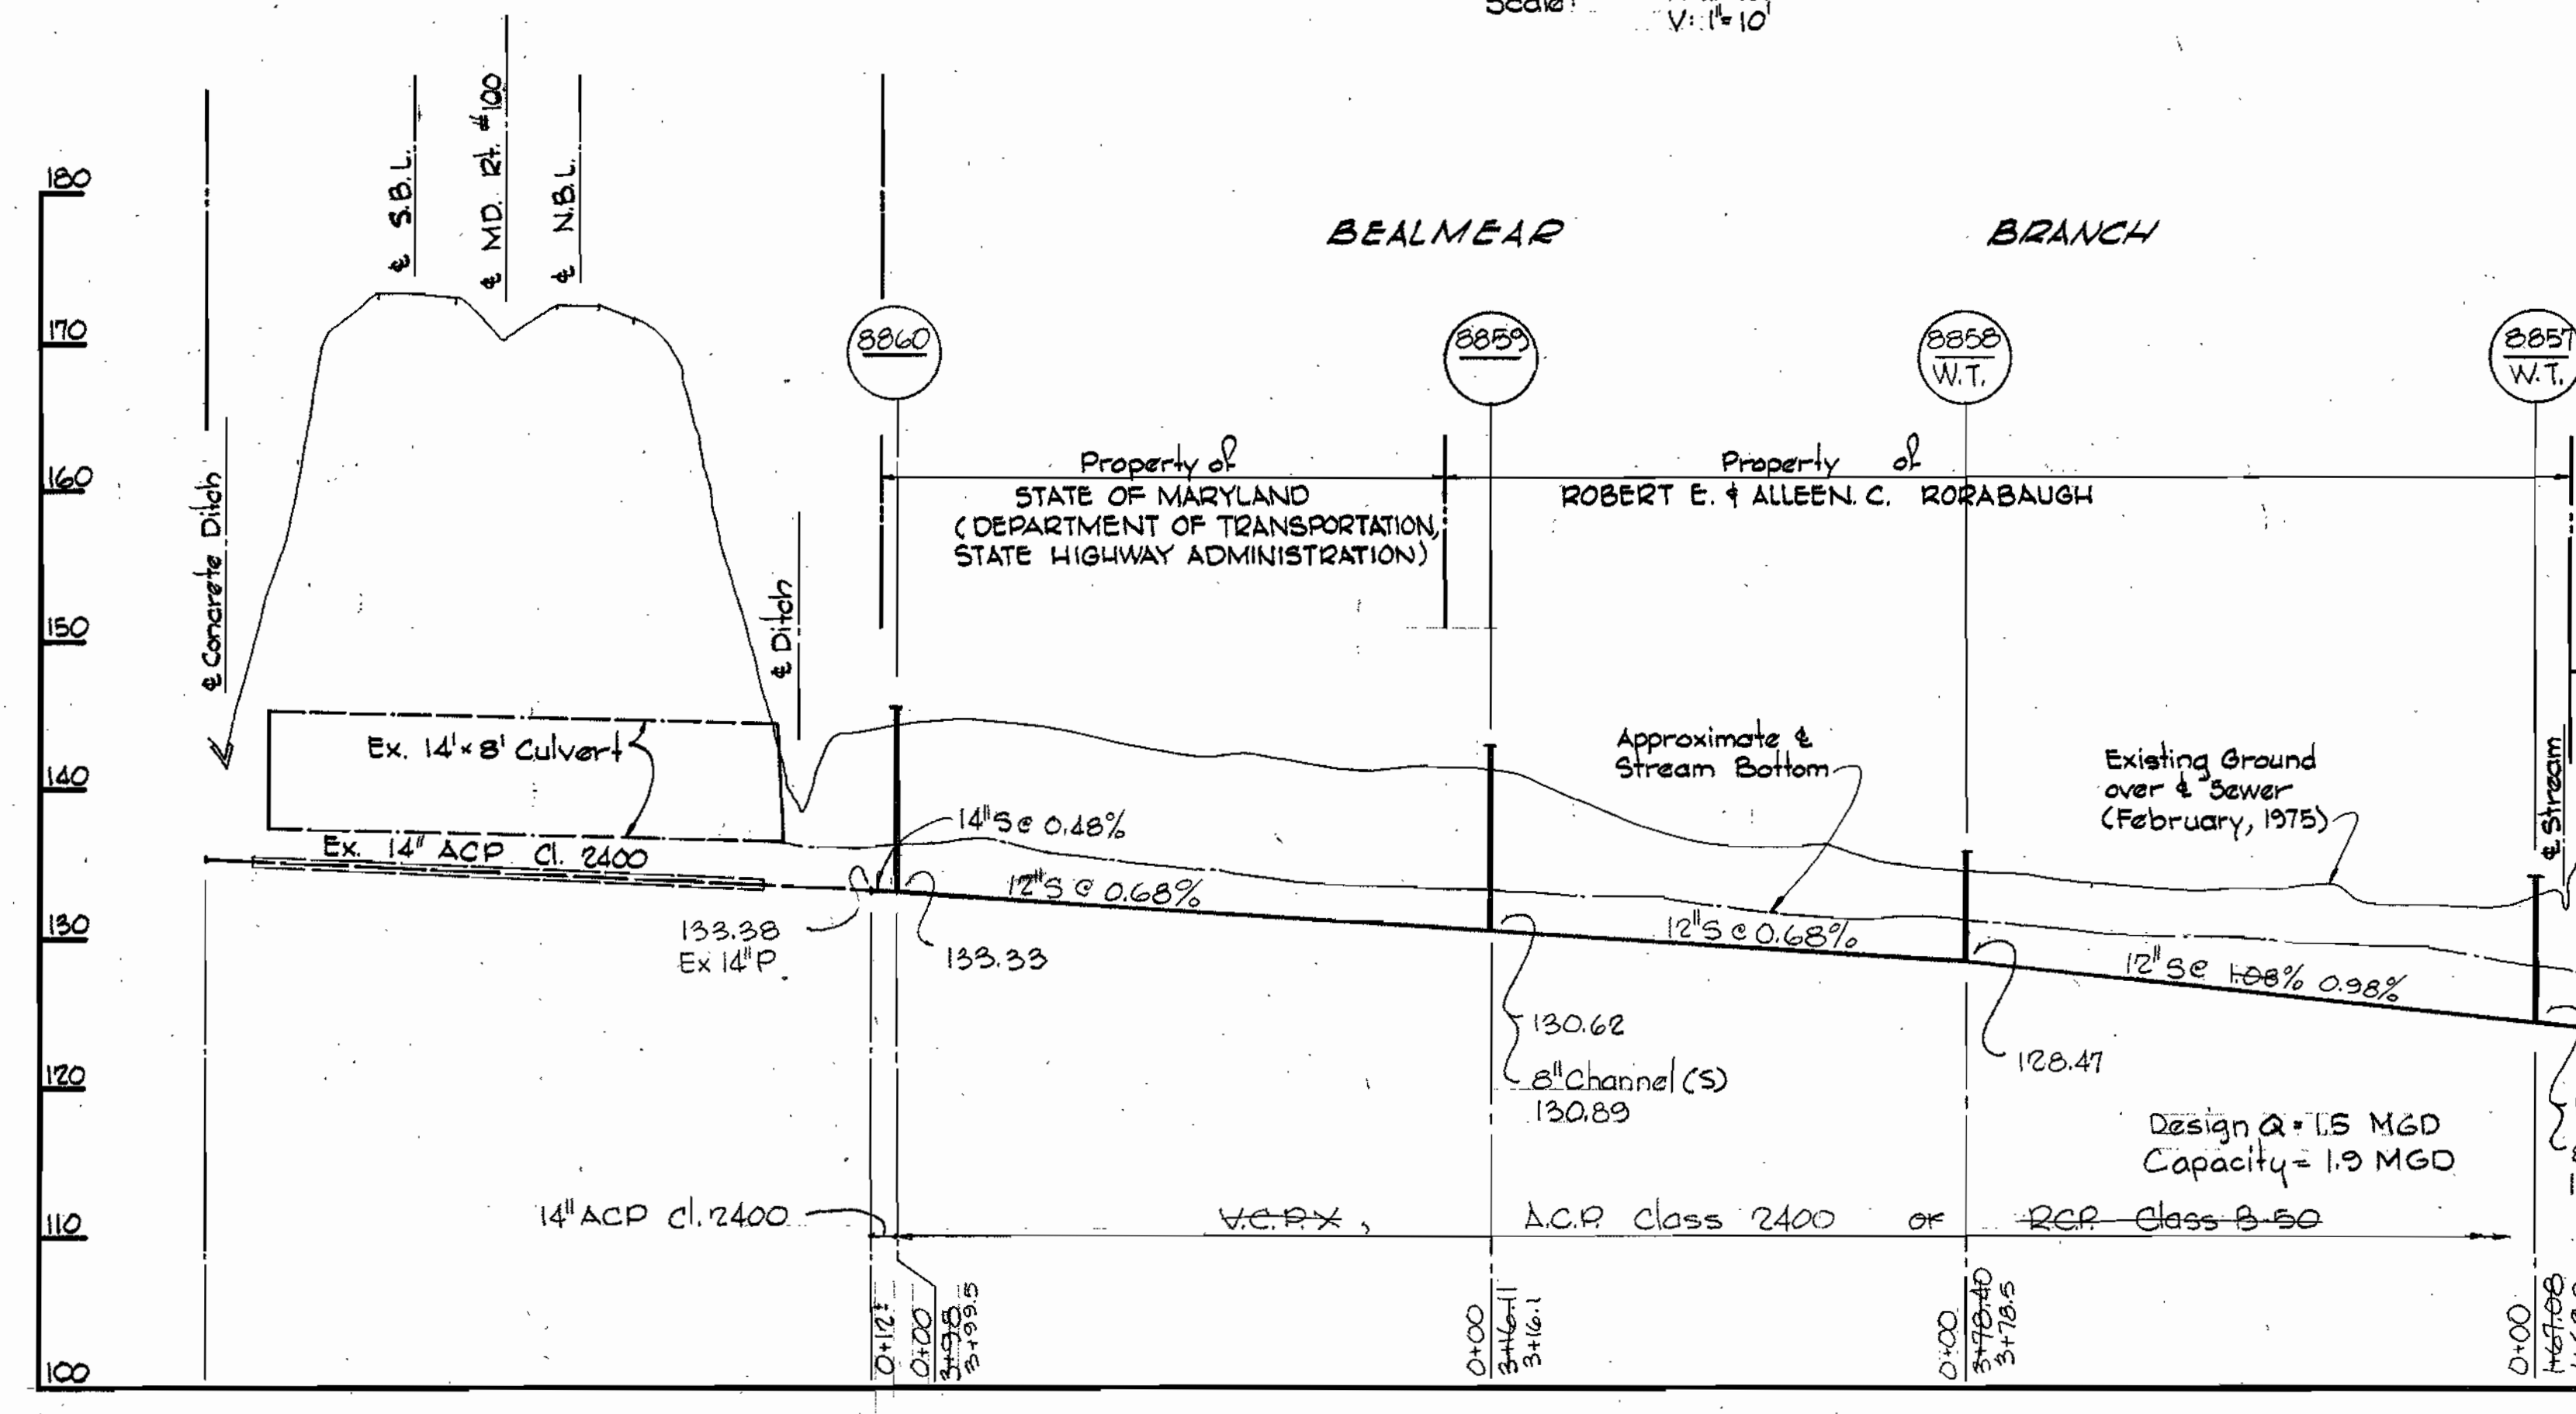 Scale:
V: 1"=10'
180
170
160
150
140
130
120
110
100
℄ Concrete Ditch
℄ S.B.L.
℄ MD. Rt. #100
℄ N.B.L.
℄ Ditch
BEALMEAR BRANCH
8860
8859
8858
W.T.
8857
W.T.
Property of
STATE OF MARYLAND
(DEPARTMENT OF TRANSPORTATION,
STATE HIGHWAY ADMINISTRATION)
Property of
ROBERT E. & ALLEEN. C. RORABAUGH
Ex. 14'x8' Culvert
Ex. 14" ACP Cl. 2400
14"S @ 0.48%
12"S @ 0.68%
133.38
Ex 14"P.
133.33
Approximate ℄
Stream Bottom
Existing Ground
over ℄ Sewer
(February, 1975)
℄ Stream
12"S @ 0.68%
12"S @ 1.08% 0.98%
130.62
8" Channel (S)
130.89
128.47
Design Q = 1.5 MGD
Capacity = 1.9 MGD
14" ACP Cl. 2400
V.C.P.X, A.C.P. Class 2400 or RCP Class B-50
0+12±
0+00
3+98
3+99.5
0+00
3+16.11
3+16.1
0+00
3+78.40
3+78.5
0+00
1+67.08